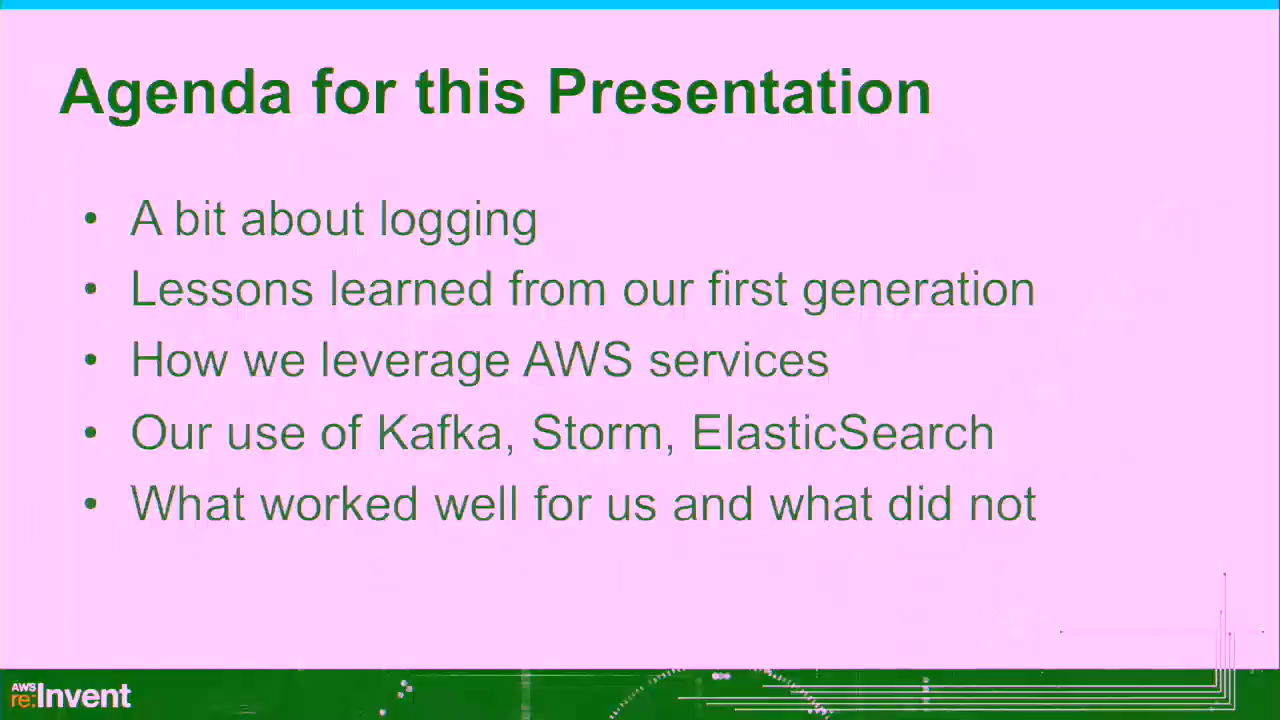 Agenda for this Presentation
• A bit about logging
• Lessons learned from our first generation
• How we leverage AWS services
• Our use of Kafka, Storm, ElasticSearch
• What worked well for us and what did not
AWS
re:Invent